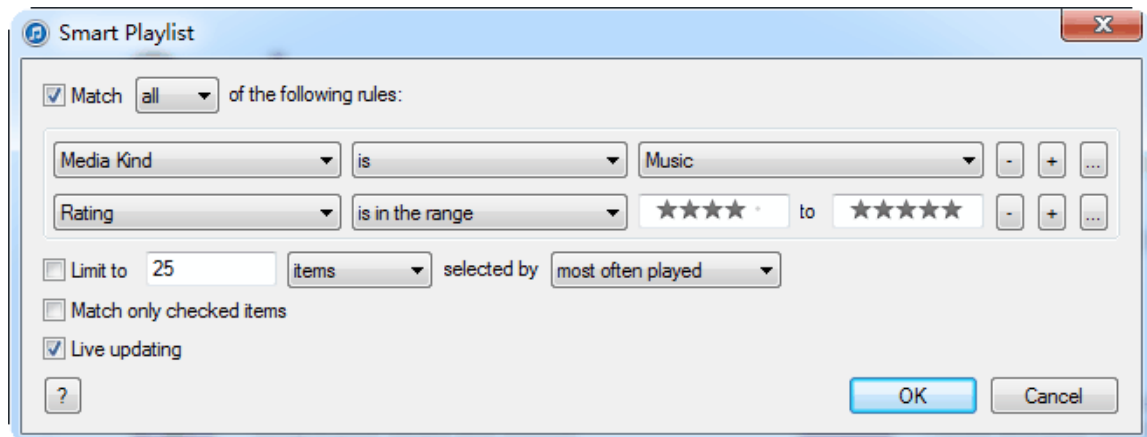 Smart Playlist
Match all of the following rules:
Media Kind is Music - + ...
Rating is in the range ★★★★· to ★★★★★ - + ...
Limit to 25 items selected by most often played
Match only checked items
Live updating
? OK Cancel